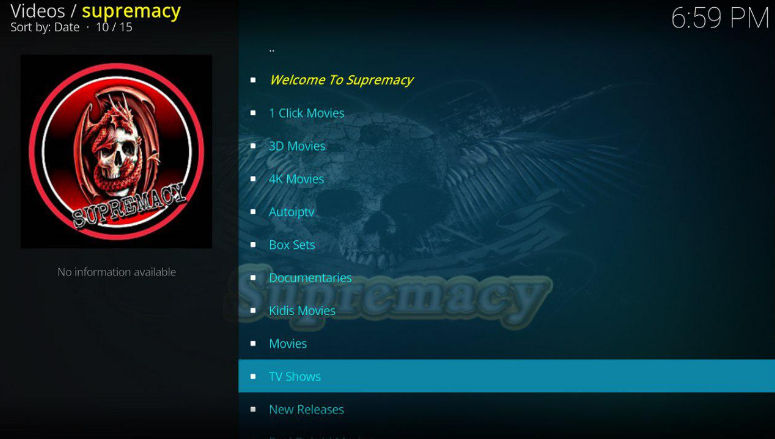 Videos / supremacy
Sort by: Date · 10 / 15
6:59 PM
..
Welcome To Supremacy
1 Click Movies
3D Movies
4K Movies
Autoiptv
Box Sets
Documentaries
Kidis Movies
Movies
TV Shows
New Releases
SUPREMACY
No information available
Supremacy